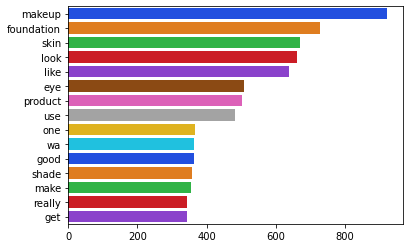 makeup
foundation
skin
look
like
eye
product
use
one
wa
good
shade
make
really
get
0 200 400 600 800